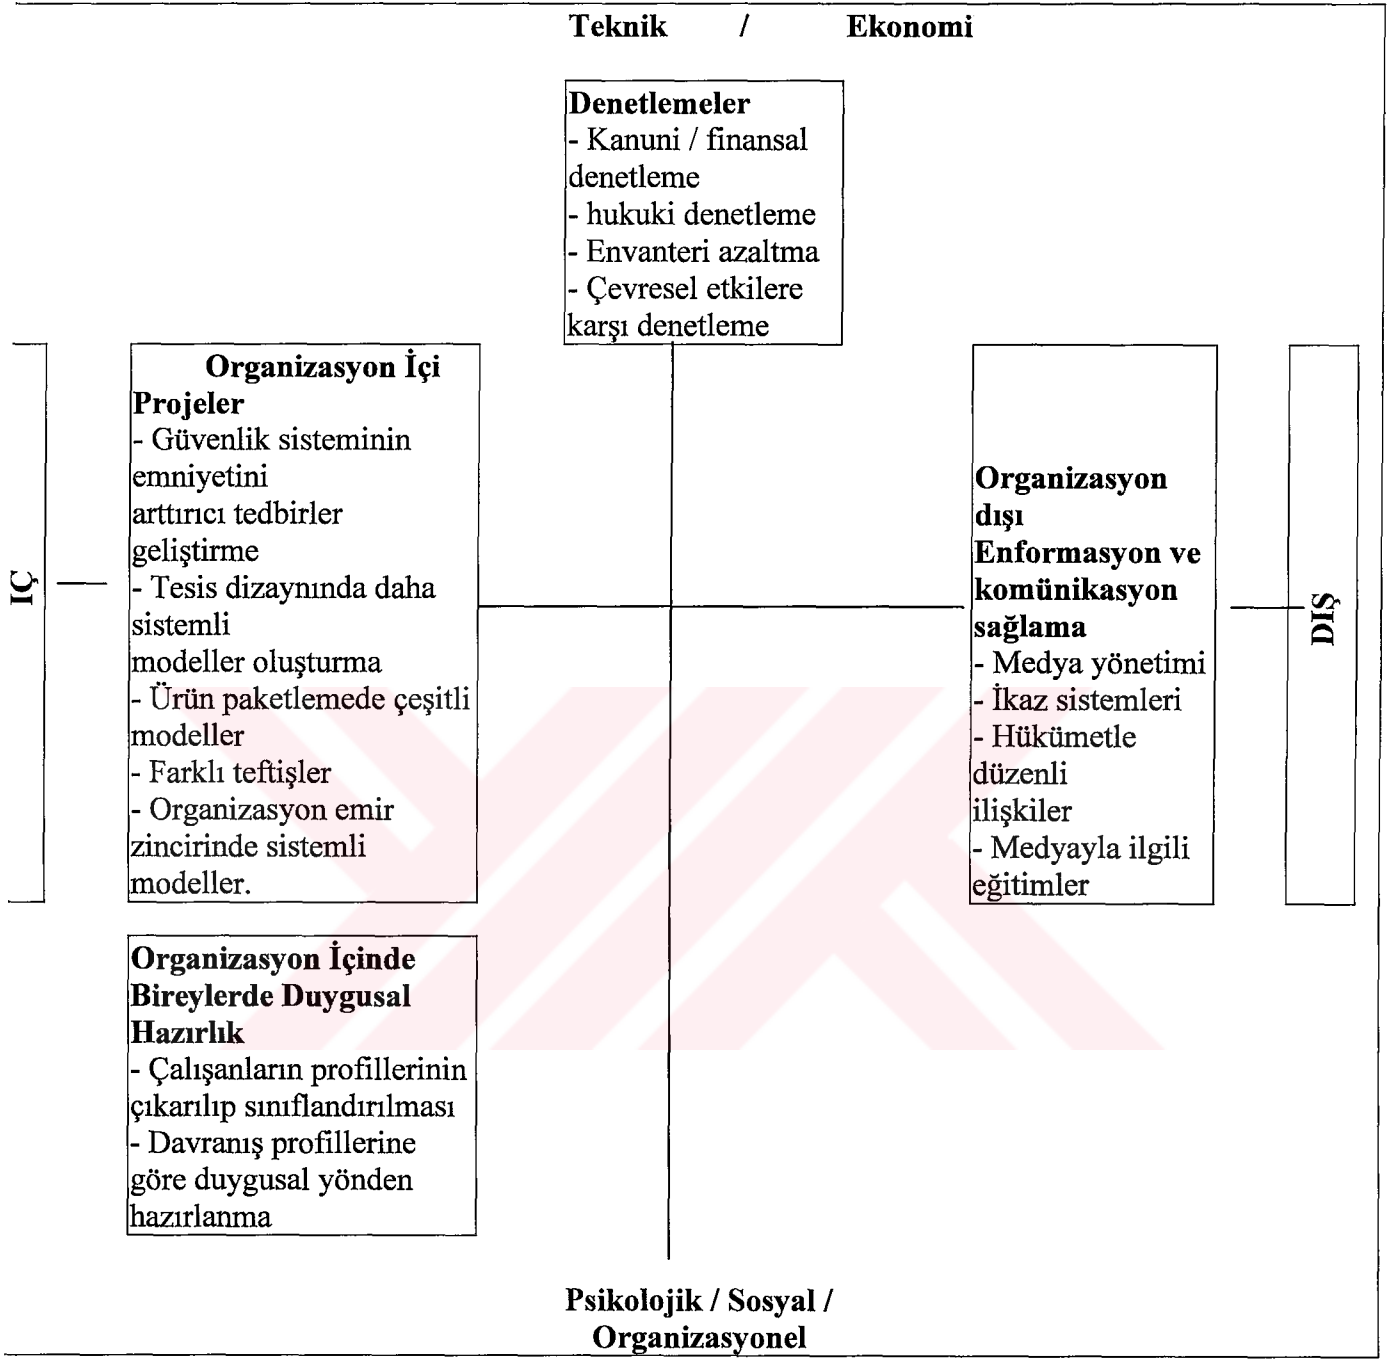 Teknik / Ekonomi
Denetlemeler
- Kanuni / finansal
denetleme
- hukuki denetleme
- Envanteri azaltma
- Çevresel etkilere
karşı denetleme
IÇ
Organizasyon İçi
Projeler
- Güvenlik sisteminin
emniyetini
arttırıcı tedbirler
geliştirme
- Tesis dizaynında daha
sistemli
modeller oluşturma
- Ürün paketlemede çeşitli
modeller
- Farklı teftişler
- Organizasyon emir
zincirinde sistemli
modeller.
Organizasyon
dışı
Enformasyon ve
komünikasyon
sağlama
- Medya yönetimi
- İkaz sistemleri
- Hükümetle
düzenli
ilişkiler
- Medyayla ilgili
eğitimler
DIŞ
Organizasyon İçinde
Bireylerde Duygusal
Hazırlık
- Çalışanların profillerinin
çıkarılıp sınıflandırılması
- Davranış profillerine
göre duygusal yönden
hazırlanma
Psikolojik / Sosyal /
Organizasyonel